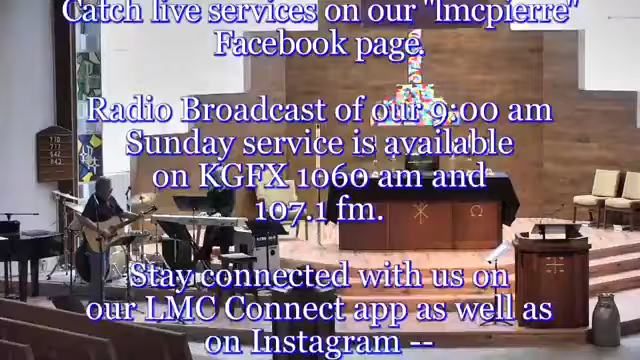 Catch live services on our "lmcpierre"
Facebook page.
Radio Broadcast of our 9:00 am
Sunday service is available
on KGFX 1060 am and
107.1 fm.
Stay connected with us on
our LMC Connect app as well as
on Instagram --